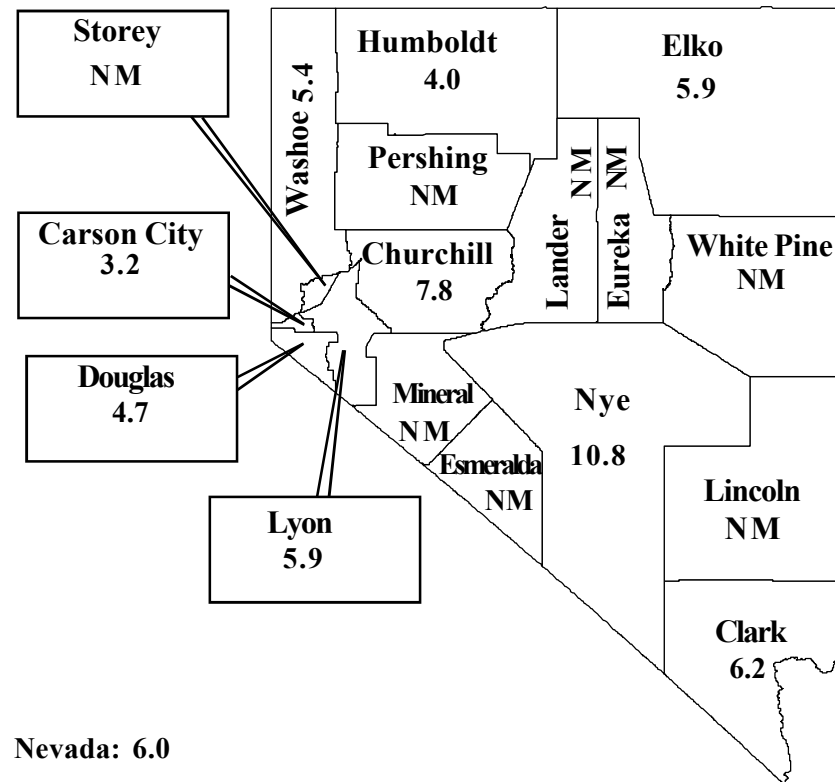 Storey
NM
Humboldt
4.0
Elko
5.9
Washoe 5.4
Pershing
NM
Lander NM
Eureka NM
Carson City
3.2
Churchill
7.8
White Pine
NM
Douglas
4.7
Mineral
NM
Nye
10.8
Esmeralda
NM
Lincoln
NM
Lyon
5.9
Clark
6.2
Nevada: 6.0